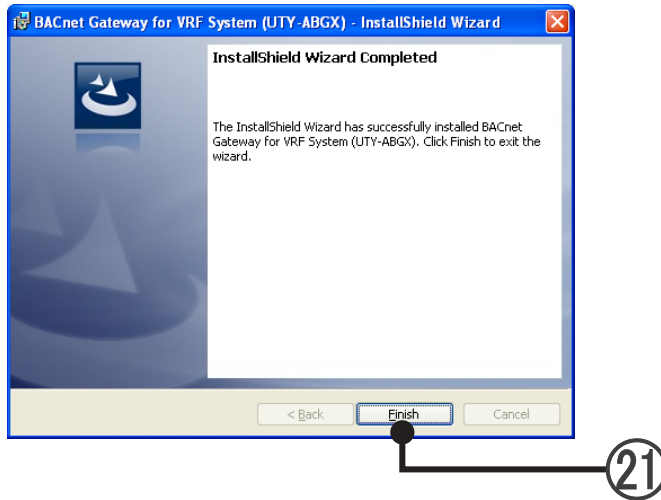 BACnet Gateway for VRF System (UTY-ABGX) - InstallShield Wizard
InstallShield Wizard Completed
The InstallShield Wizard has successfully installed BACnet
Gateway for VRF System (UTY-ABGX). Click Finish to exit the
wizard.
< Back
Finish
Cancel
㉑